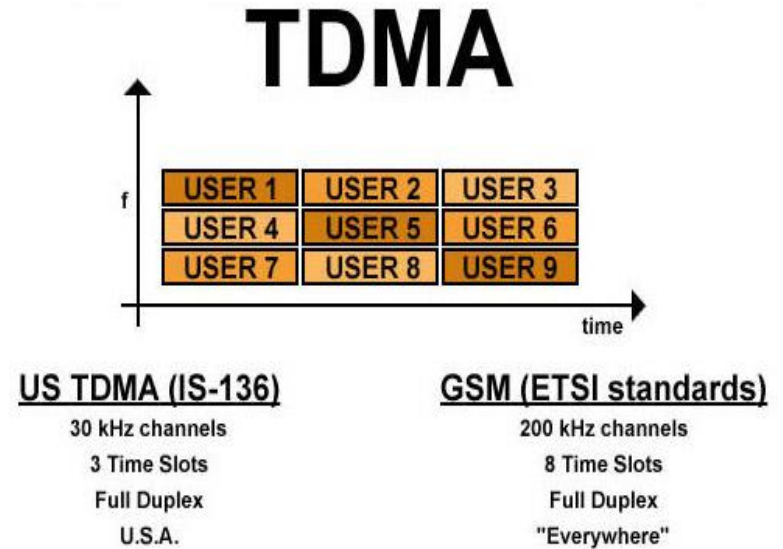 TDMA
f
USER 1 USER 2 USER 3
USER 4 USER 5 USER 6
USER 7 USER 8 USER 9
time
US TDMA (IS-136)
30 kHz channels
3 Time Slots
Full Duplex
U.S.A.
GSM (ETSI standards)
200 kHz channels
8 Time Slots
Full Duplex
"Everywhere"